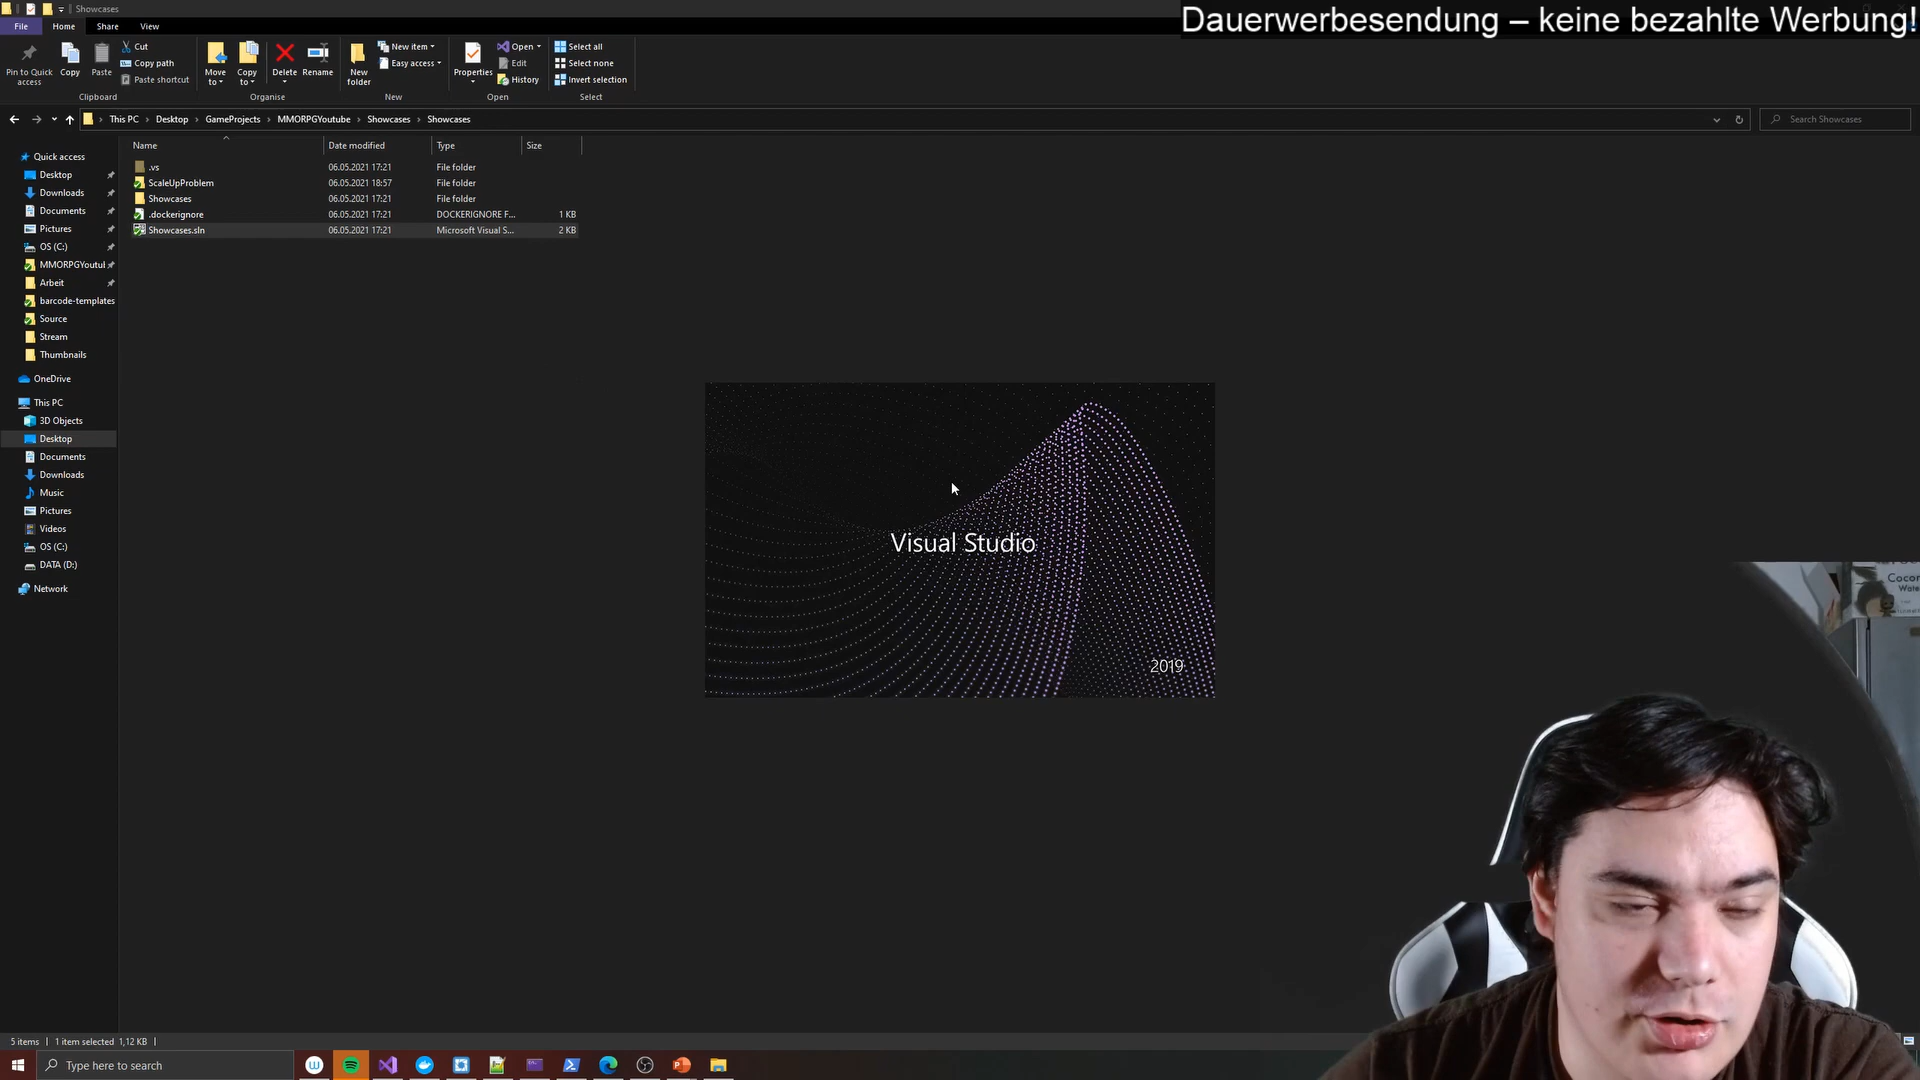 Showcases
Dauerwerbesendung – keine bezahlte Werbung!
File Home Share View
Pin to Quick access
Copy
Paste
Cut
Copy path
Paste shortcut
Move to
Copy to
Delete
Rename
New folder
New item
Easy access
Properties
Open
Edit
History
Select all
Select none
Invert selection
Clipboard Organise New Open Select
This PC Desktop GameProjects MMORPGYoutube Showcases Showcases
Search Showcases
Name Date modified Type Size
.vs 06.05.2021 17:21 File folder
ScaleUpProblem 06.05.2021 18:57 File folder
Showcases 06.05.2021 17:21 File folder
.dockerignore 06.05.2021 17:21 DOCKERIGNORE F... 1 KB
Showcases.sln 06.05.2021 17:21 Microsoft Visual S... 2 KB
Quick access
Desktop
Downloads
Documents
Pictures
OS (C:)
MMORPGYoutul
Arbeit
barcode-templates
Source
Stream
Thumbnails
OneDrive
This PC
3D Objects
Desktop
Documents
Downloads
Music
Pictures
Videos
OS (C:)
DATA (D:)
Network
Visual Studio
2019
5 items 1 item selected 1,12 KB
Type here to search